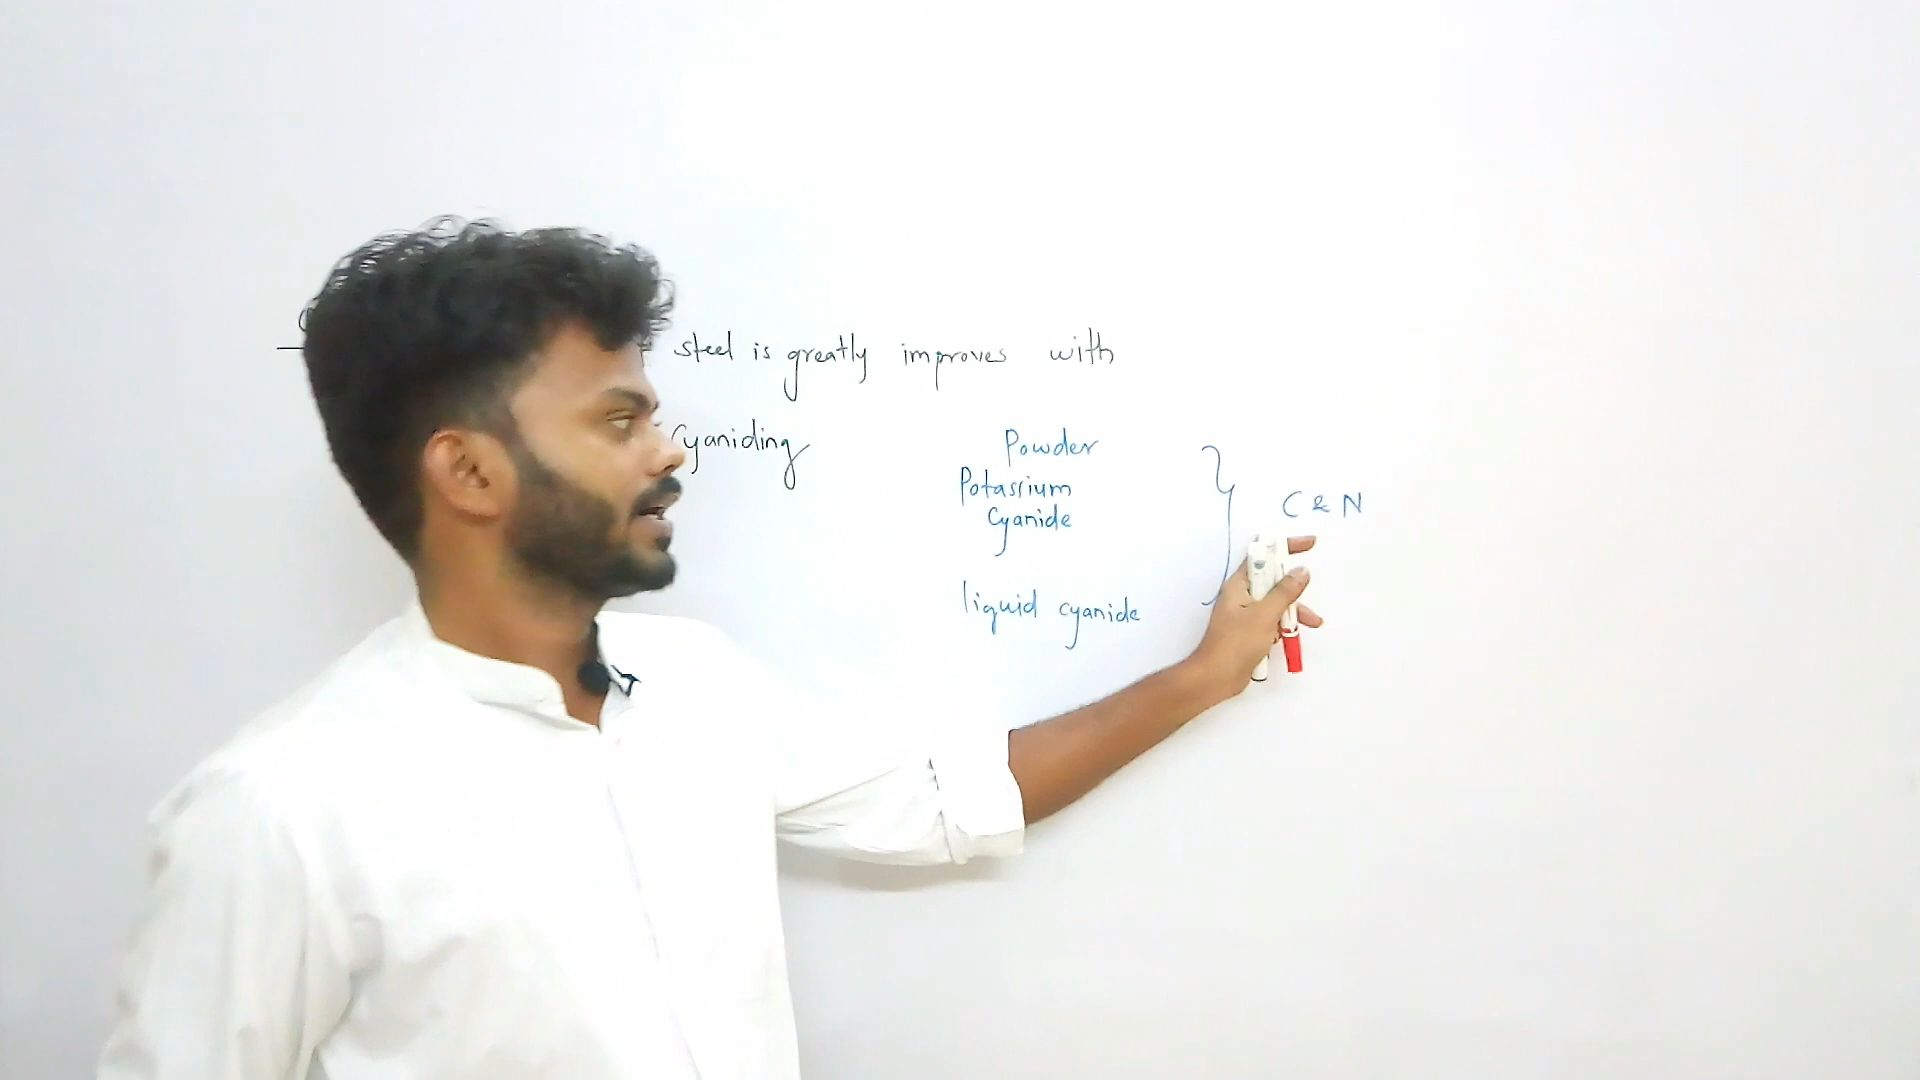 steel is greatly improves with
Cyaniding
Powder
Potassium
Cyanide
C & N
liquid cyanide